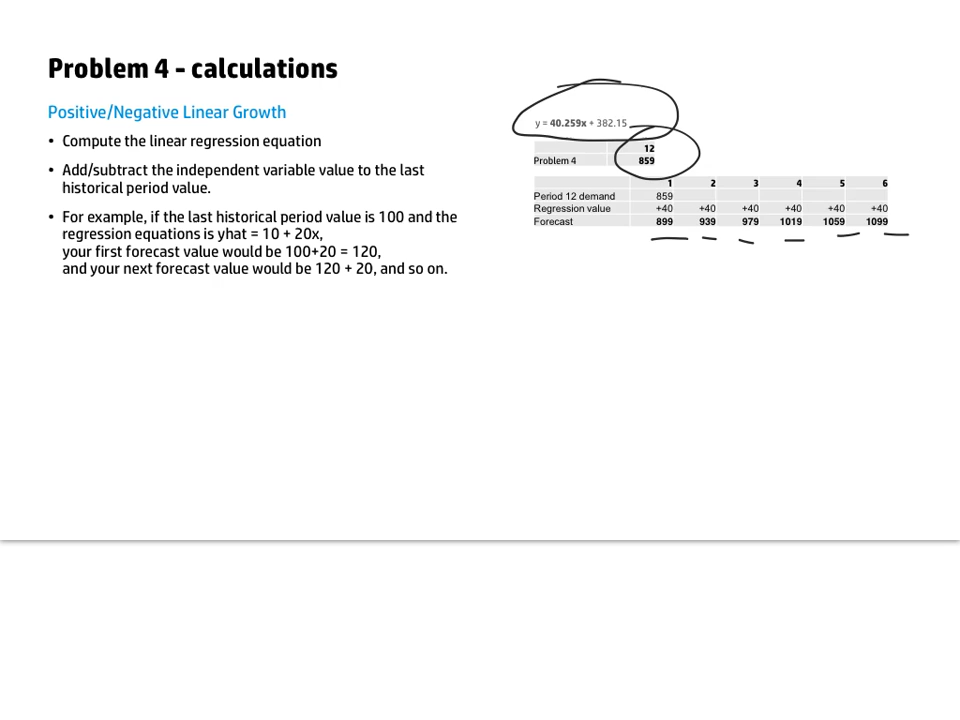 Problem 4 - calculations
Positive/Negative Linear Growth
• Compute the linear regression equation
• Add/subtract the independent variable value to the last
historical period value.
• For example, if the last historical period value is 100 and the
regression equations is yhat = 10 + 20x,
your first forecast value would be 100+20 = 120,
and your next forecast value would be 120 + 20, and so on.
y = 40.259x + 382.15
12
Problem 4 859
1 2 3 4 5 6
Period 12 demand 859
Regression value +40 +40 +40 +40 +40 +40
Forecast 899 939 979 1019 1059 1099